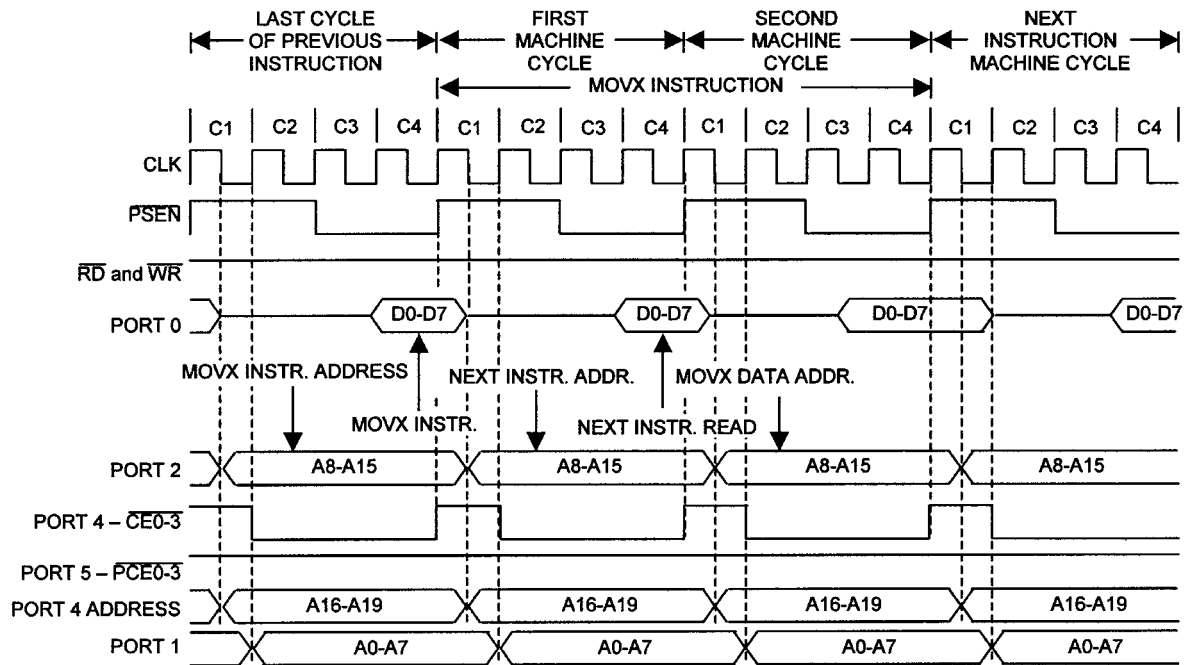 LAST CYCLE OF PREVIOUS INSTRUCTION
FIRST MACHINE CYCLE
SECOND MACHINE CYCLE
NEXT INSTRUCTION MACHINE CYCLE
MOVX INSTRUCTION
C1 C2 C3 C4 C1 C2 C3 C4 C1 C2 C3 C4 C1 C2 C3 C4
CLK
PSEN
RD and WR
PORT 0 D0-D7 D0-D7 D0-D7 D0-D7
MOVX INSTR. ADDRESS NEXT INSTR. ADDR. MOVX DATA ADDR.
MOVX INSTR. NEXT INSTR. READ
PORT 2 A8-A15 A8-A15 A8-A15 A8-A15
PORT 4 – CE0-3
PORT 5 – PCE0-3
PORT 4 ADDRESS A16-A19 A16-A19 A16-A19 A16-A19
PORT 1 A0-A7 A0-A7 A0-A7 A0-A7